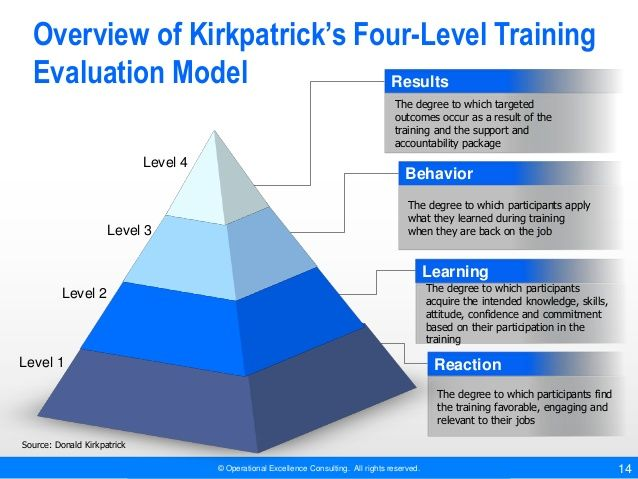 Overview of Kirkpatrick's Four-Level Training
Evaluation Model
Results
The degree to which targeted
outcomes occur as a result of the
training and the support and
accountability package
Level 4
Behavior
The degree to which participants apply
what they learned during training
when they are back on the job
Level 3
Learning
The degree to which participants
acquire the intended knowledge, skills,
attitude, confidence and commitment
based on their participation in the
training
Level 2
Reaction
The degree to which participants find
the training favorable, engaging and
relevant to their jobs
Level 1
Source: Donald Kirkpatrick
© Operational Excellence Consulting. All rights reserved.
14